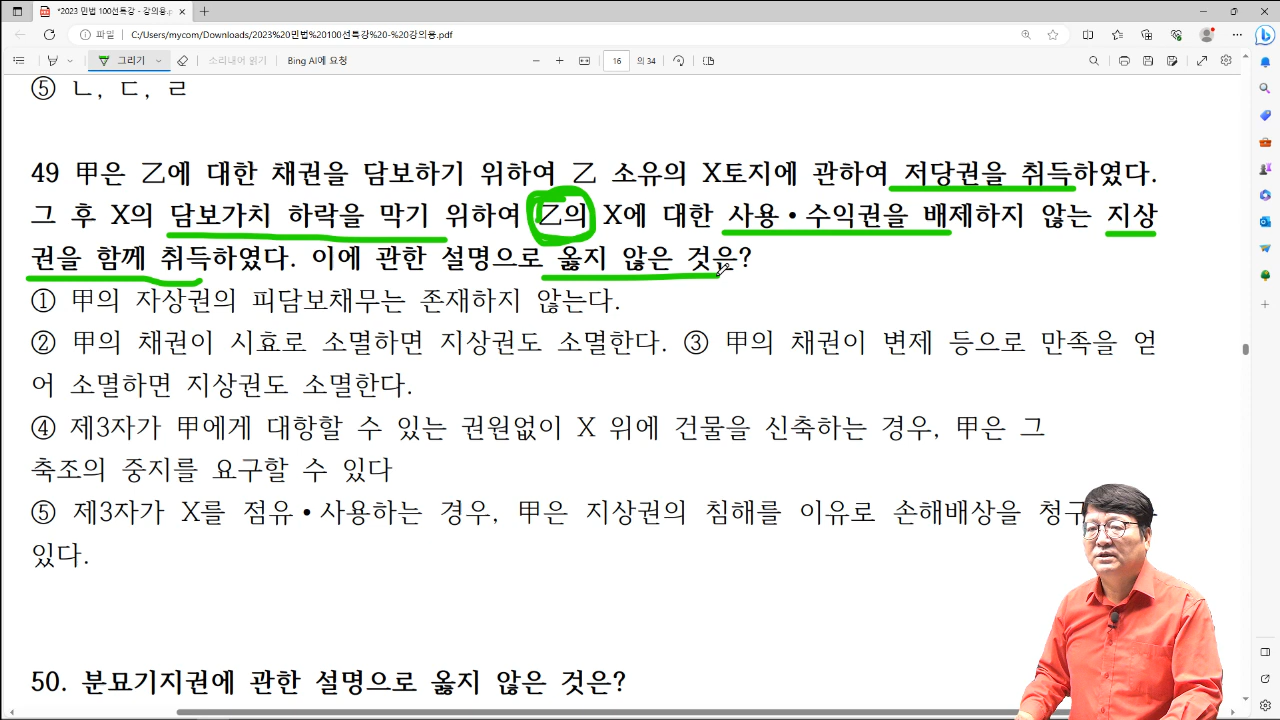 *2023 민법 100선특강 - 강의용.p
파일
C:/Users/mycom/Downloads/2023%20민법%20100선특강%20-%20강의용.pdf
그리기
소리내어 읽기
Bing AI에 요청
16
의 34
⑤ ㄴ, ㄷ, ㄹ
49 甲은 乙에 대한 채권을 담보하기 위하여 乙 소유의 X토지에 관하여 저당권을 취득하였다.
그 후 X의 담보가치 하락을 막기 위하여 乙의 X에 대한 사용•수익권을 배제하지 않는 지상
권을 함께 취득하였다. 이에 관한 설명으로 옳지 않은 것은?
① 甲의 자상권의 피담보채무는 존재하지 않는다.
② 甲의 채권이 시효로 소멸하면 지상권도 소멸한다. ③ 甲의 채권이 변제 등으로 만족을 얻
어 소멸하면 지상권도 소멸한다.
④ 제3자가 甲에게 대항할 수 있는 권원없이 X 위에 건물을 신축하는 경우, 甲은 그
축조의 중지를 요구할 수 있다
⑤ 제3자가 X를 점유•사용하는 경우, 甲은 지상권의 침해를 이유로 손해배상을 청구
있다.
50. 분묘기지권에 관한 설명으로 옳지 않은 것은?